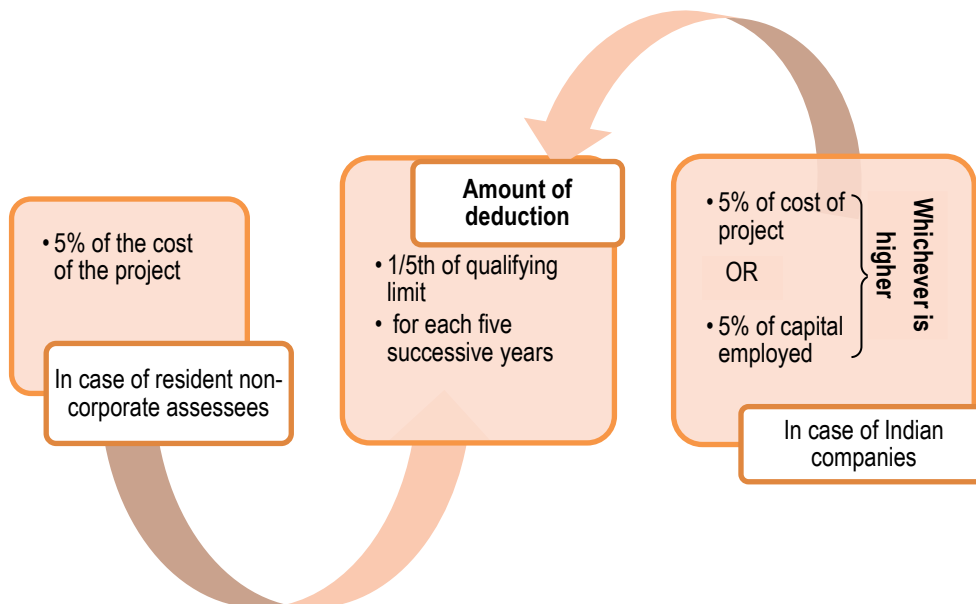 • 5% of the cost
of the project
In case of resident non-
corporate assessees
Amount of
deduction
• 1/5th of qualifying
limit
• for each five
successive years
• 5% of cost of
project
OR
• 5% of capital
employed
Whichever is
higher
In case of Indian
companies